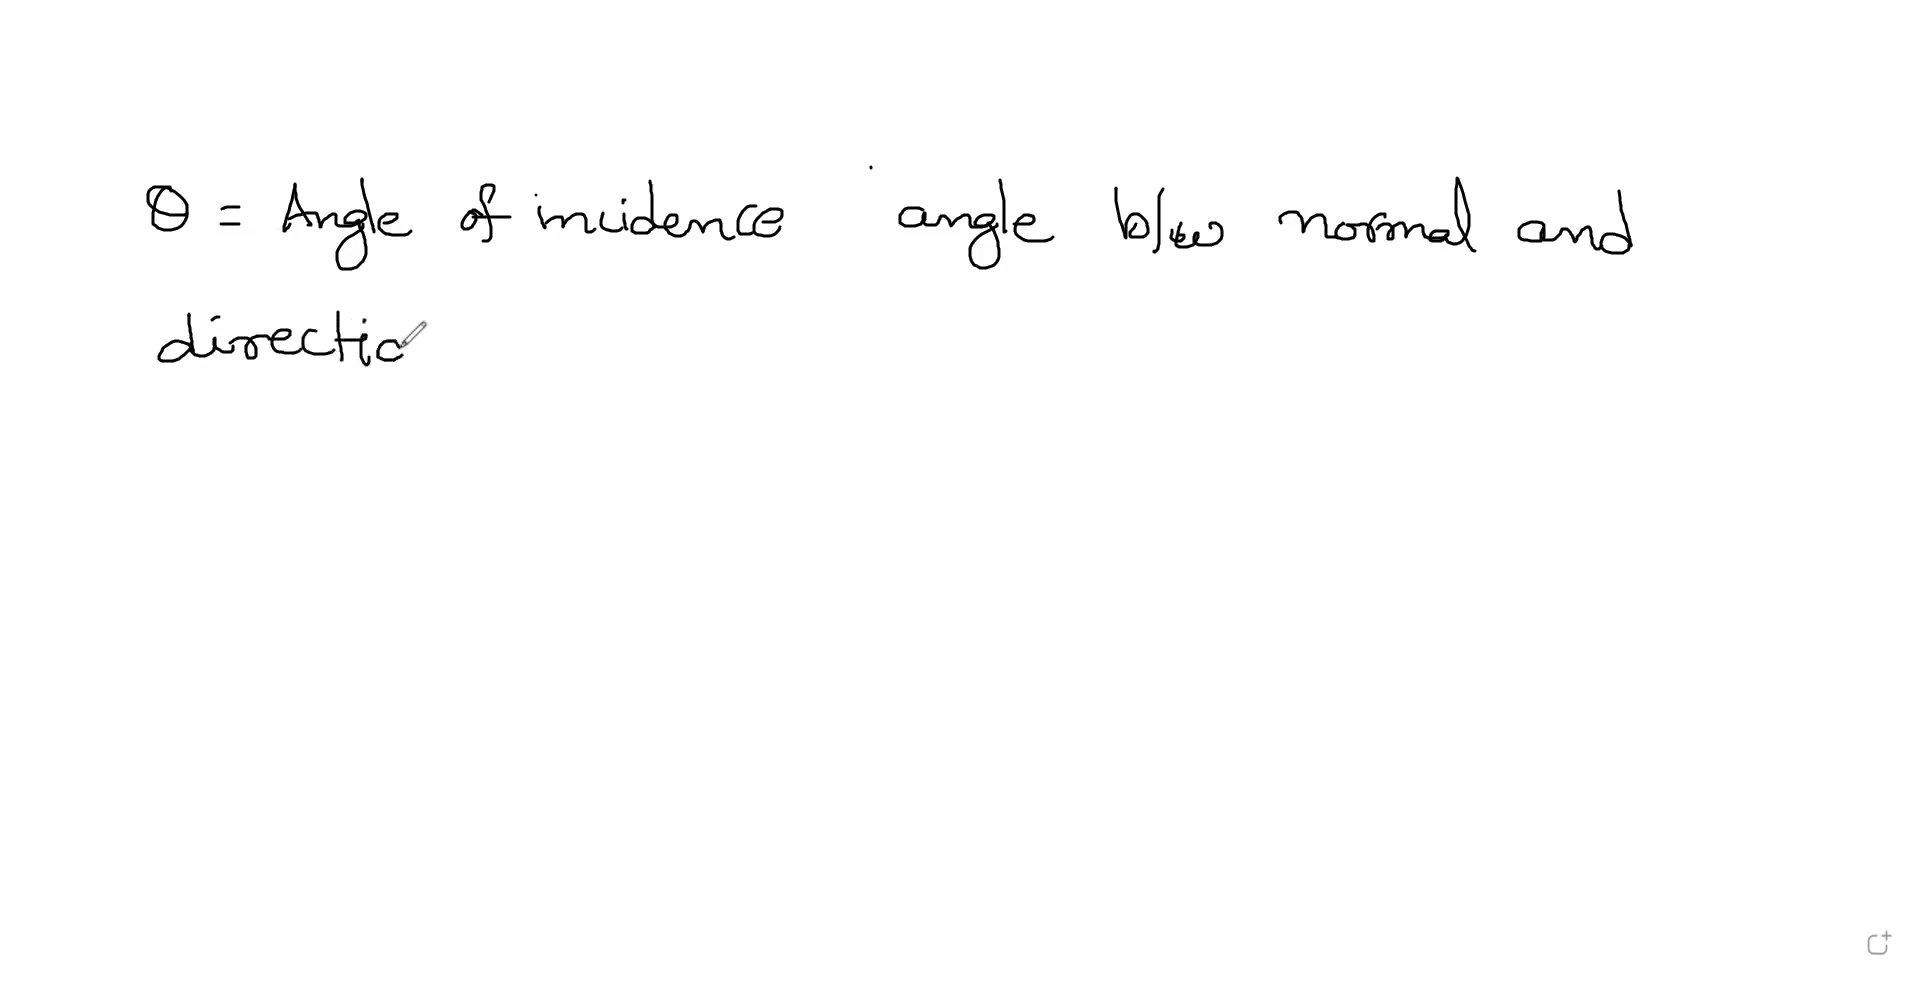 θ = Angle of incidence angle b/w normal and
directio